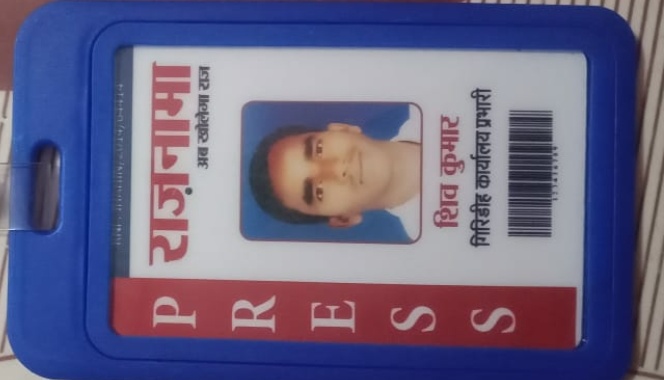 राज़नामा
अब खुलेगा राज़
शिव कुमार
गिरिडीह कार्यालय प्रभारी
PRESS